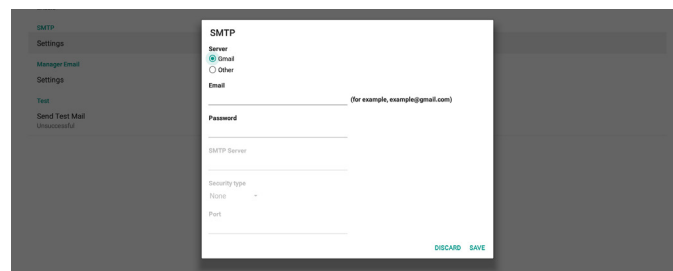 SMTP
Settings
Manager Email
Settings
Test
Send Test Mail
Unsuccessful
SMTP
Server
Gmail
Other
Email
(for example, example@gmail.com)
Password
SMTP Server
Security type
None
Port
DISCARD SAVE